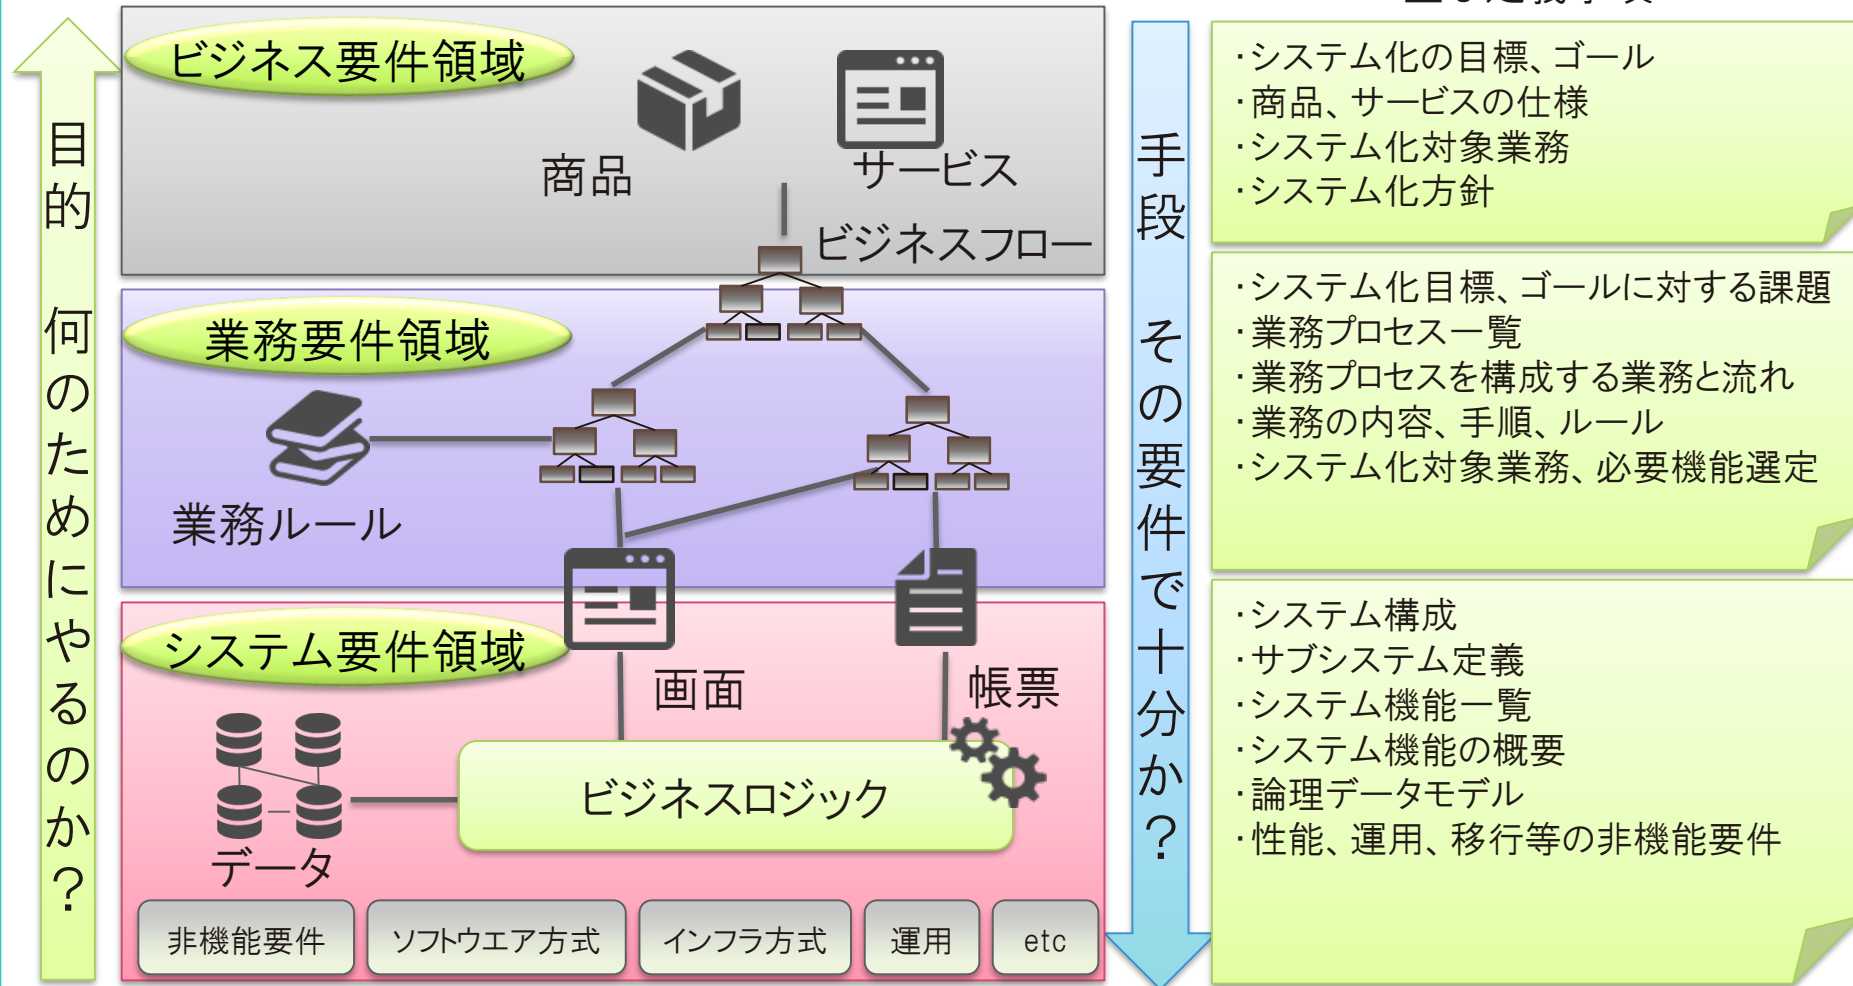 ビジネス要件領域
商品
サービス
ビジネスフロー
業務要件領域
業務ルール
システム要件領域
画面
帳票
ビジネスロジック
データ
非機能要件
ソフトウエア方式
インフラ方式
運用
etc
目的 何のためにやるのか?
手段 その要件で十分か?
・システム化の目標、ゴール
・商品、サービスの仕様
・システム化対象業務
・システム化方針
・システム化目標、ゴールに対する課題
・業務プロセス一覧
・業務プロセスを構成する業務と流れ
・業務の内容、手順、ルール
・システム化対象業務、必要機能選定
・システム構成
・サブシステム定義
・システム機能一覧
・システム機能の概要
・論理データモデル
・性能、運用、移行等の非機能要件